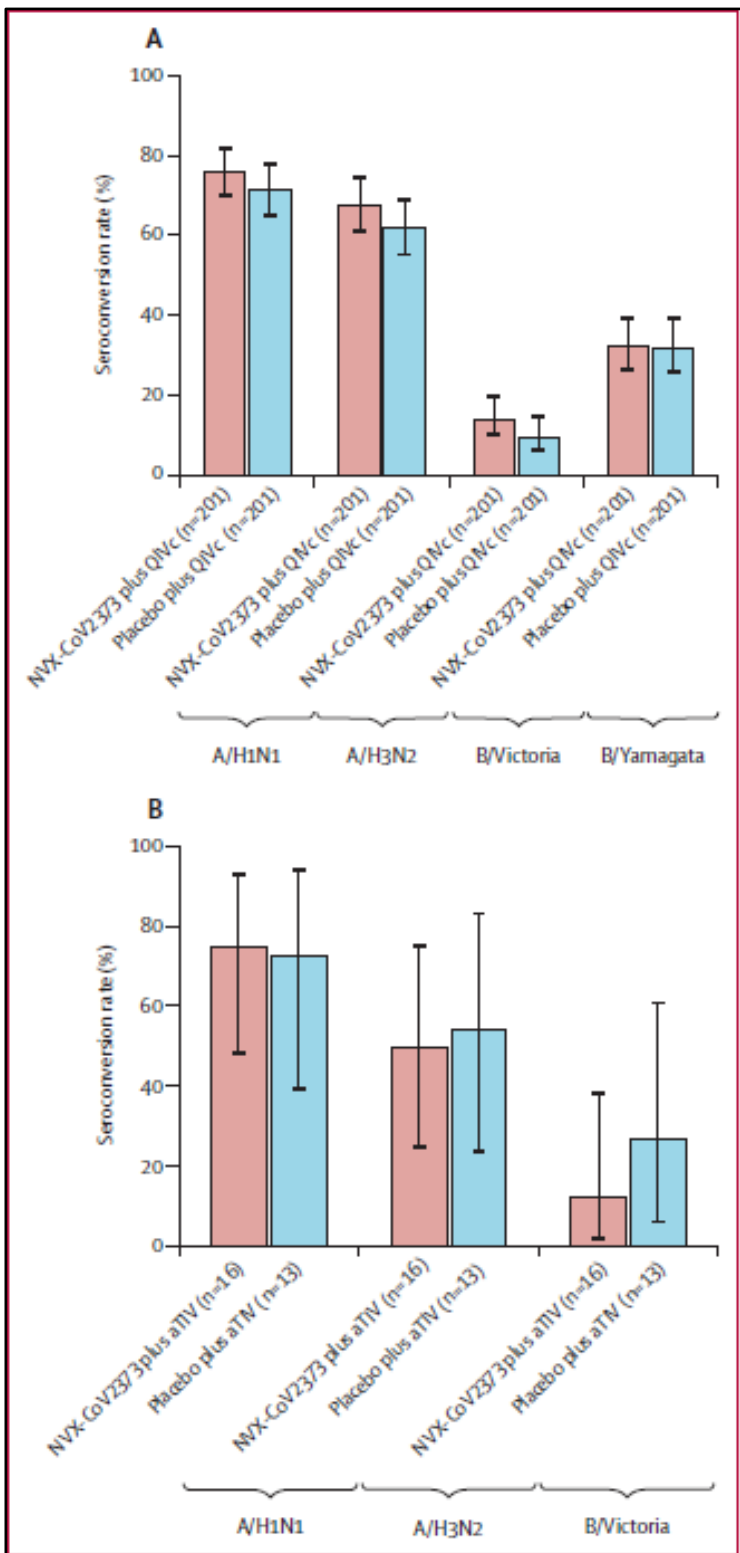 A
100
80
60
40
20
0
Seroconversion rate (%)
NVX-CoV2373 plus QIVc (n=201)
Placebo plus QIVc (n=201)
NVX-CoV2373 plus QIVc (n=201)
Placebo plus QIVc (n=201)
NVX-CoV2373 plus QIVc (n=201)
Placebo plus QIVc (n=201)
NVX-CoV2373 plus QIVc (n=201)
Placebo plus QIVc (n=201)
A/H1N1 A/H3N2 B/Victoria B/Yamagata
B
100
80
60
40
20
0
Seroconversion rate (%)
NVX-CoV2373 plus aTIV (n=16)
Placebo plus aTIV (n=13)
NVX-CoV2373 plus aTIV (n=16)
Placebo plus aTIV (n=13)
NVX-CoV2373 plus aTIV (n=16)
Placebo plus aTIV (n=13)
A/H1N1 A/H3N2 B/Victoria